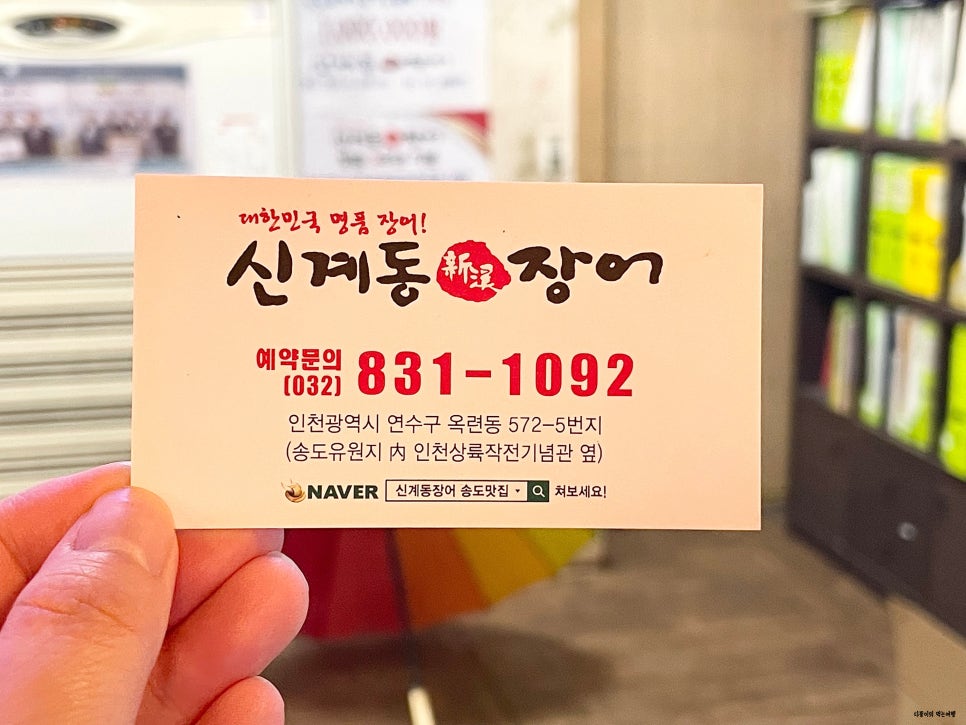 대한민국 명품 장어!
신계동 新溪 장어
예약문의
(032) 831-1092
인천광역시 연수구 옥련동 572-5번지
(송도유원지 內 인천상륙작전기념관 옆)
NAVER 신계동장어 송도맛집 쳐보세요!